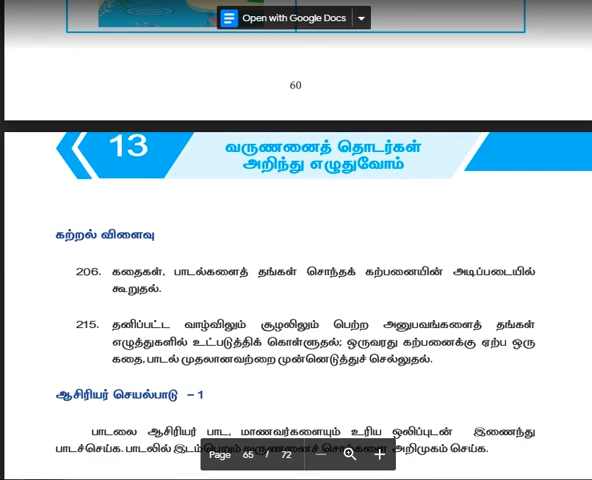 Open with Google Docs
60
13
வருணனைத் தொடர்கள்
அறிந்து எழுதுவோம்
கற்றல் விளைவு
206. கதைகள், பாடல்களைத் தங்கள் சொந்தக் கற்பனையின் அடிப்படையில்
கூறுதல்.
215. தனிப்பட்ட வாழ்விலும் சூழலிலும் பெற்ற அனுபவங்களைத் தங்கள்
எழுத்துகளில் உட்படுத்திக் கொள்ளுதல்; ஒருவரது கற்பனைக்கு ஏற்ப ஒரு
கதை, பாடல் முதலானவற்றை முன்னெடுத்துச் செல்லுதல்.
ஆசிரியர் செயல்பாடு – 1
பாடலை ஆசிரியர் பாட, மாணவர்களையும் உரிய ஒலிப்புடன் இணைந்து
பாடச்செய்க. பாடலில் இடம்பெறும் வருணனைச் சொற்களை அறிமுகம் செய்க.
Page 65 / 72